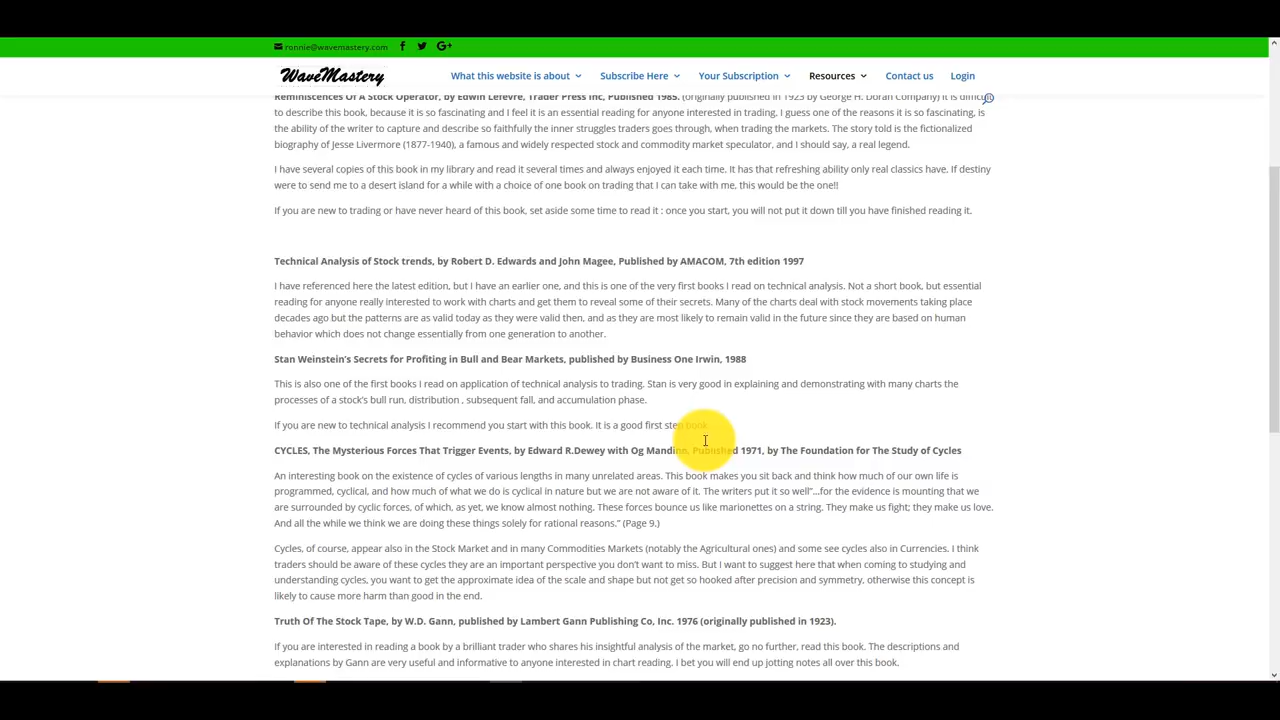 ronnie@wavemastery.com
WaveMastery What this website is about Subscribe Here Your Subscription Resources Contact us Login
Reminiscences Of A Stock Operator, by Edwin Lefevre, Trader Press Inc, Published 1985. (originally published in 1923 by George H. Doran Company) It is difficult
to describe this book, because it is so fascinating and I feel it is an essential reading for anyone interested in trading. I guess one of the reasons it is so fascinating, is
the ability of the writer to capture and describe so faithfully the inner struggles traders goes through, when trading the markets. The story told is the fictionalized
biography of Jesse Livermore (1877-1940), a famous and widely respected stock and commodity market speculator, and I should say, a real legend.
I have several copies of this book in my library and read it several times and always enjoyed it each time. It has that refreshing ability only real classics have. If destiny
were to send me to a desert island for a while with a choice of one book on trading that I can take with me, this would be the one!!
If you are new to trading or have never heard of this book, set aside some time to read it : once you start, you will not put it down till you have finished reading it.
Technical Analysis of Stock trends, by Robert D. Edwards and John Magee, Published by AMACOM, 7th edition 1997
I have referenced here the latest edition, but I have an earlier one, and this is one of the very first books I read on technical analysis. Not a short book, but essential
reading for anyone really interested to work with charts and get them to reveal some of their secrets. Many of the charts deal with stock movements taking place
decades ago but the patterns are as valid today as they were valid then, and as they are most likely to remain valid in the future since they are based on human
behavior which does not change essentially from one generation to another.
Stan Weinstein's Secrets for Profiting in Bull and Bear Markets, published by Business One Irwin, 1988
This is also one of the first books I read on application of technical analysis to trading. Stan is very good in explaining and demonstrating with many charts the
processes of a stock's bull run, distribution , subsequent fall, and accumulation phase.
If you are new to technical analysis I recommend you start with this book. It is a good first step book.
CYCLES, The Mysterious Forces That Trigger Events, by Edward R.Dewey with Og Mandino, Published 1971, by The Foundation for The Study of Cycles
An interesting book on the existence of cycles of various lengths in many unrelated areas. This book makes you sit back and think how much of our own life is
programmed, cyclical, and how much of what we do is cyclical in nature but we are not aware of it. The writers put it so well"...for the evidence is mounting that we
are surrounded by cyclic forces, of which, as yet, we know almost nothing. These forces bounce us like marionettes on a string. They make us fight; they make us love.
And all the while we think we are doing these things solely for rational reasons." (Page 9.)
Cycles, of course, appear also in the Stock Market and in many Commodities Markets (notably the Agricultural ones) and some see cycles also in Currencies. I think
traders should be aware of these cycles they are an important perspective you don't want to miss. But I want to suggest here that when coming to studying and
understanding cycles, you want to get the approximate idea of the scale and shape but not get so hooked after precision and symmetry, otherwise this concept is
likely to cause more harm than good in the end.
Truth Of The Stock Tape, by W.D. Gann, published by Lambert Gann Publishing Co, Inc. 1976 (originally published in 1923).
If you are interested in reading a book by a brilliant trader who shares his insightful analysis of the market, go no further, read this book. The descriptions and
explanations by Gann are very useful and informative to anyone interested in chart reading. I bet you will end up jotting notes all over this book.